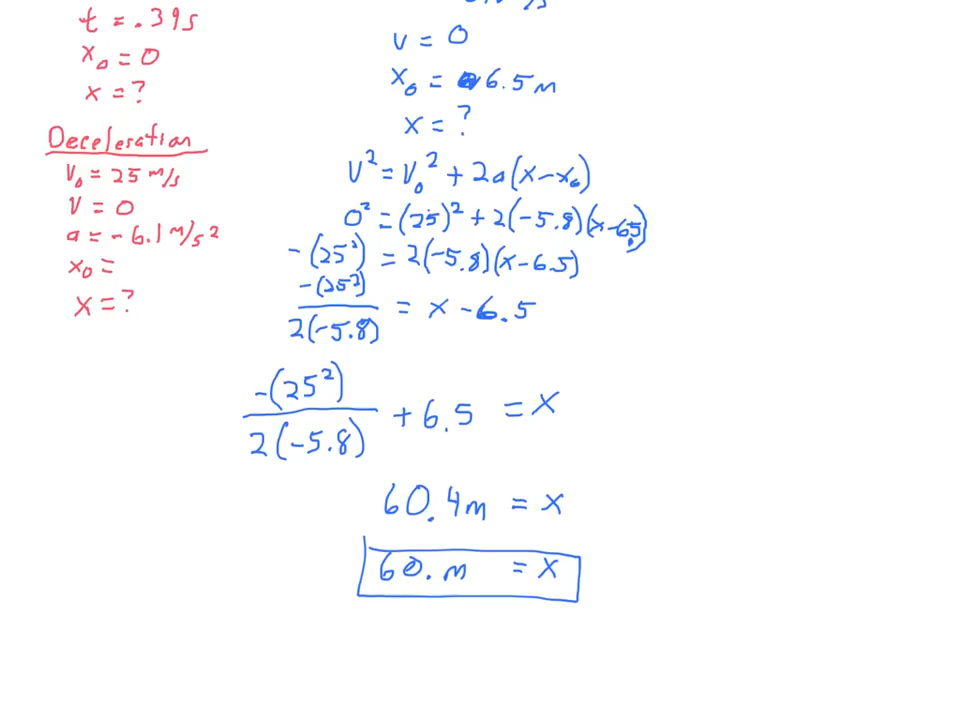 t = .39s
x₀ = 0
x = ?
Deceleration
v₀ = 25 m/s
v = 0
a = -6.1 m/s²
x₀ =
x = ?
v = 0
x₀ = 6.5m
x = ?
v² = v₀² + 2a(x-x₀)
0² = (25)² + 2(-5.8)(x-6.5)
-(25²) = 2(-5.8)(x-6.5)
-(25²)/2(-5.8) = x - 6.5
-(25²)/2(-5.8) + 6.5 = x
60.4m = x
60. m = x